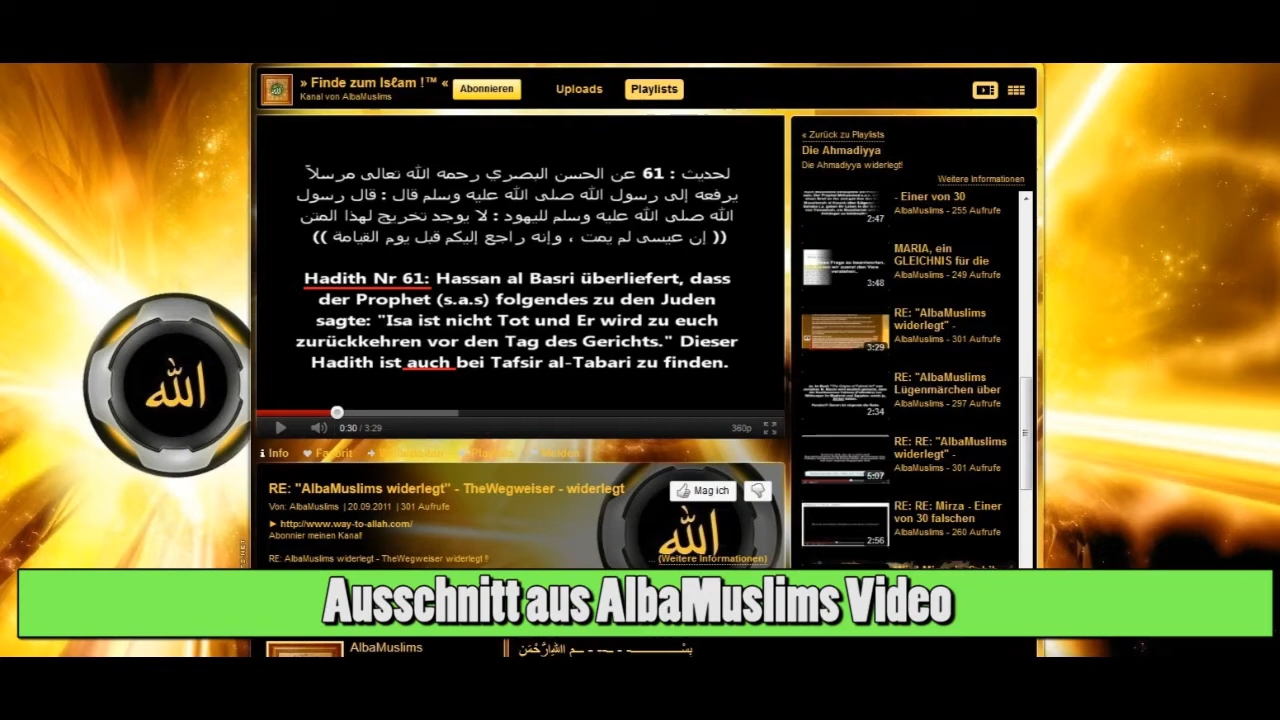 » Finde zum Isℓam !™ «
Kanal von AlbaMuslims
Abonnieren
Uploads
Playlists
لحديث : 61 عن الحسن البصري رحمه الله تعالى مرسلاً
يرفعه إلى رسول الله صلى الله عليه وسلم قال : قال رسول
الله صلى الله عليه وسلم لليهود : لا يوجد تخريج لهذا المتن
(( إن عيسى لم يمت ، وإنه راجع إليكم قبل يوم القيامة ))
Hadith Nr 61: Hassan al Basri überliefert, dass
der Prophet (s.a.s) folgendes zu den Juden
sagte: "Isa ist nicht Tot und Er wird zu euch
zurückkehren vor den Tag des Gerichts." Dieser
Hadith ist auch bei Tafsir al-Tabari zu finden.
0:30 / 3:29
360p
Info
Favorit
RE: "AlbaMuslims widerlegt" - TheWegweiser - widerlegt
Mag ich
Von: AlbaMuslims | 20.09.2011 | 301 Aufrufe
► http://www.way-to-allah.com/
Abonnier meinen Kanal!
RE: AlbaMuslims widerlegt - TheWegweiser widerlegt !!
... (Weitere Informationen)
الله
الله
« Zurück zu Playlists
Die Ahmadiyya
Die Ahmadiyya widerlegt!
Weitere Informationen
- Einer von 30
AlbaMuslims - 255 Aufrufe
2:47
MARIA, ein
GLEICHNIS für die
AlbaMuslims - 249 Aufrufe
3:48
RE: "AlbaMuslims
widerlegt" -
AlbaMuslims - 301 Aufrufe
3:29
RE: "AlbaMuslims
Lügenmärchen über
AlbaMuslims - 297 Aufrufe
2:34
RE: RE: "AlbaMuslims
widerlegt" -
AlbaMuslims - 301 Aufrufe
5:07
RE: RE: Mirza - Einer
von 30 falschen
AlbaMuslims - 260 Aufrufe
2:56
Ausschnitt aus AlbaMuslims Video
AlbaMuslims